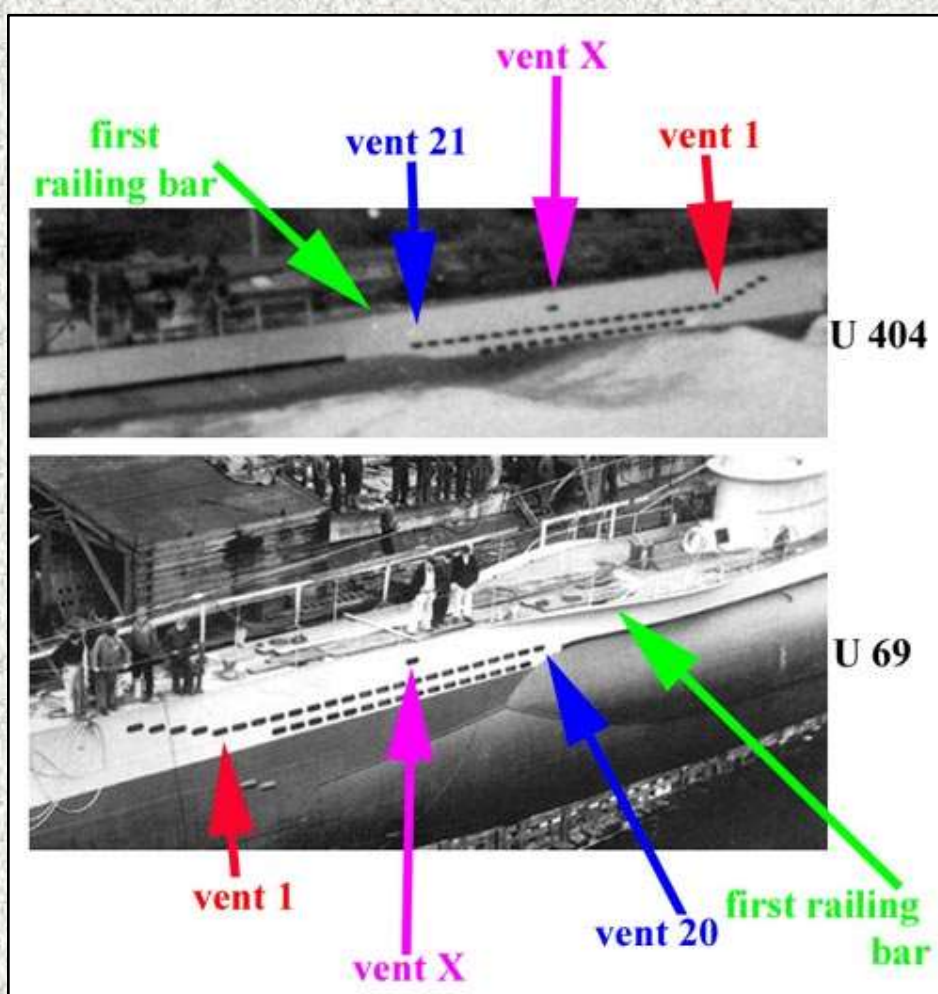 vent X
first
railing bar
vent 21
vent 1
U 404
U 69
vent 1
vent X
vent 20
first railing
bar